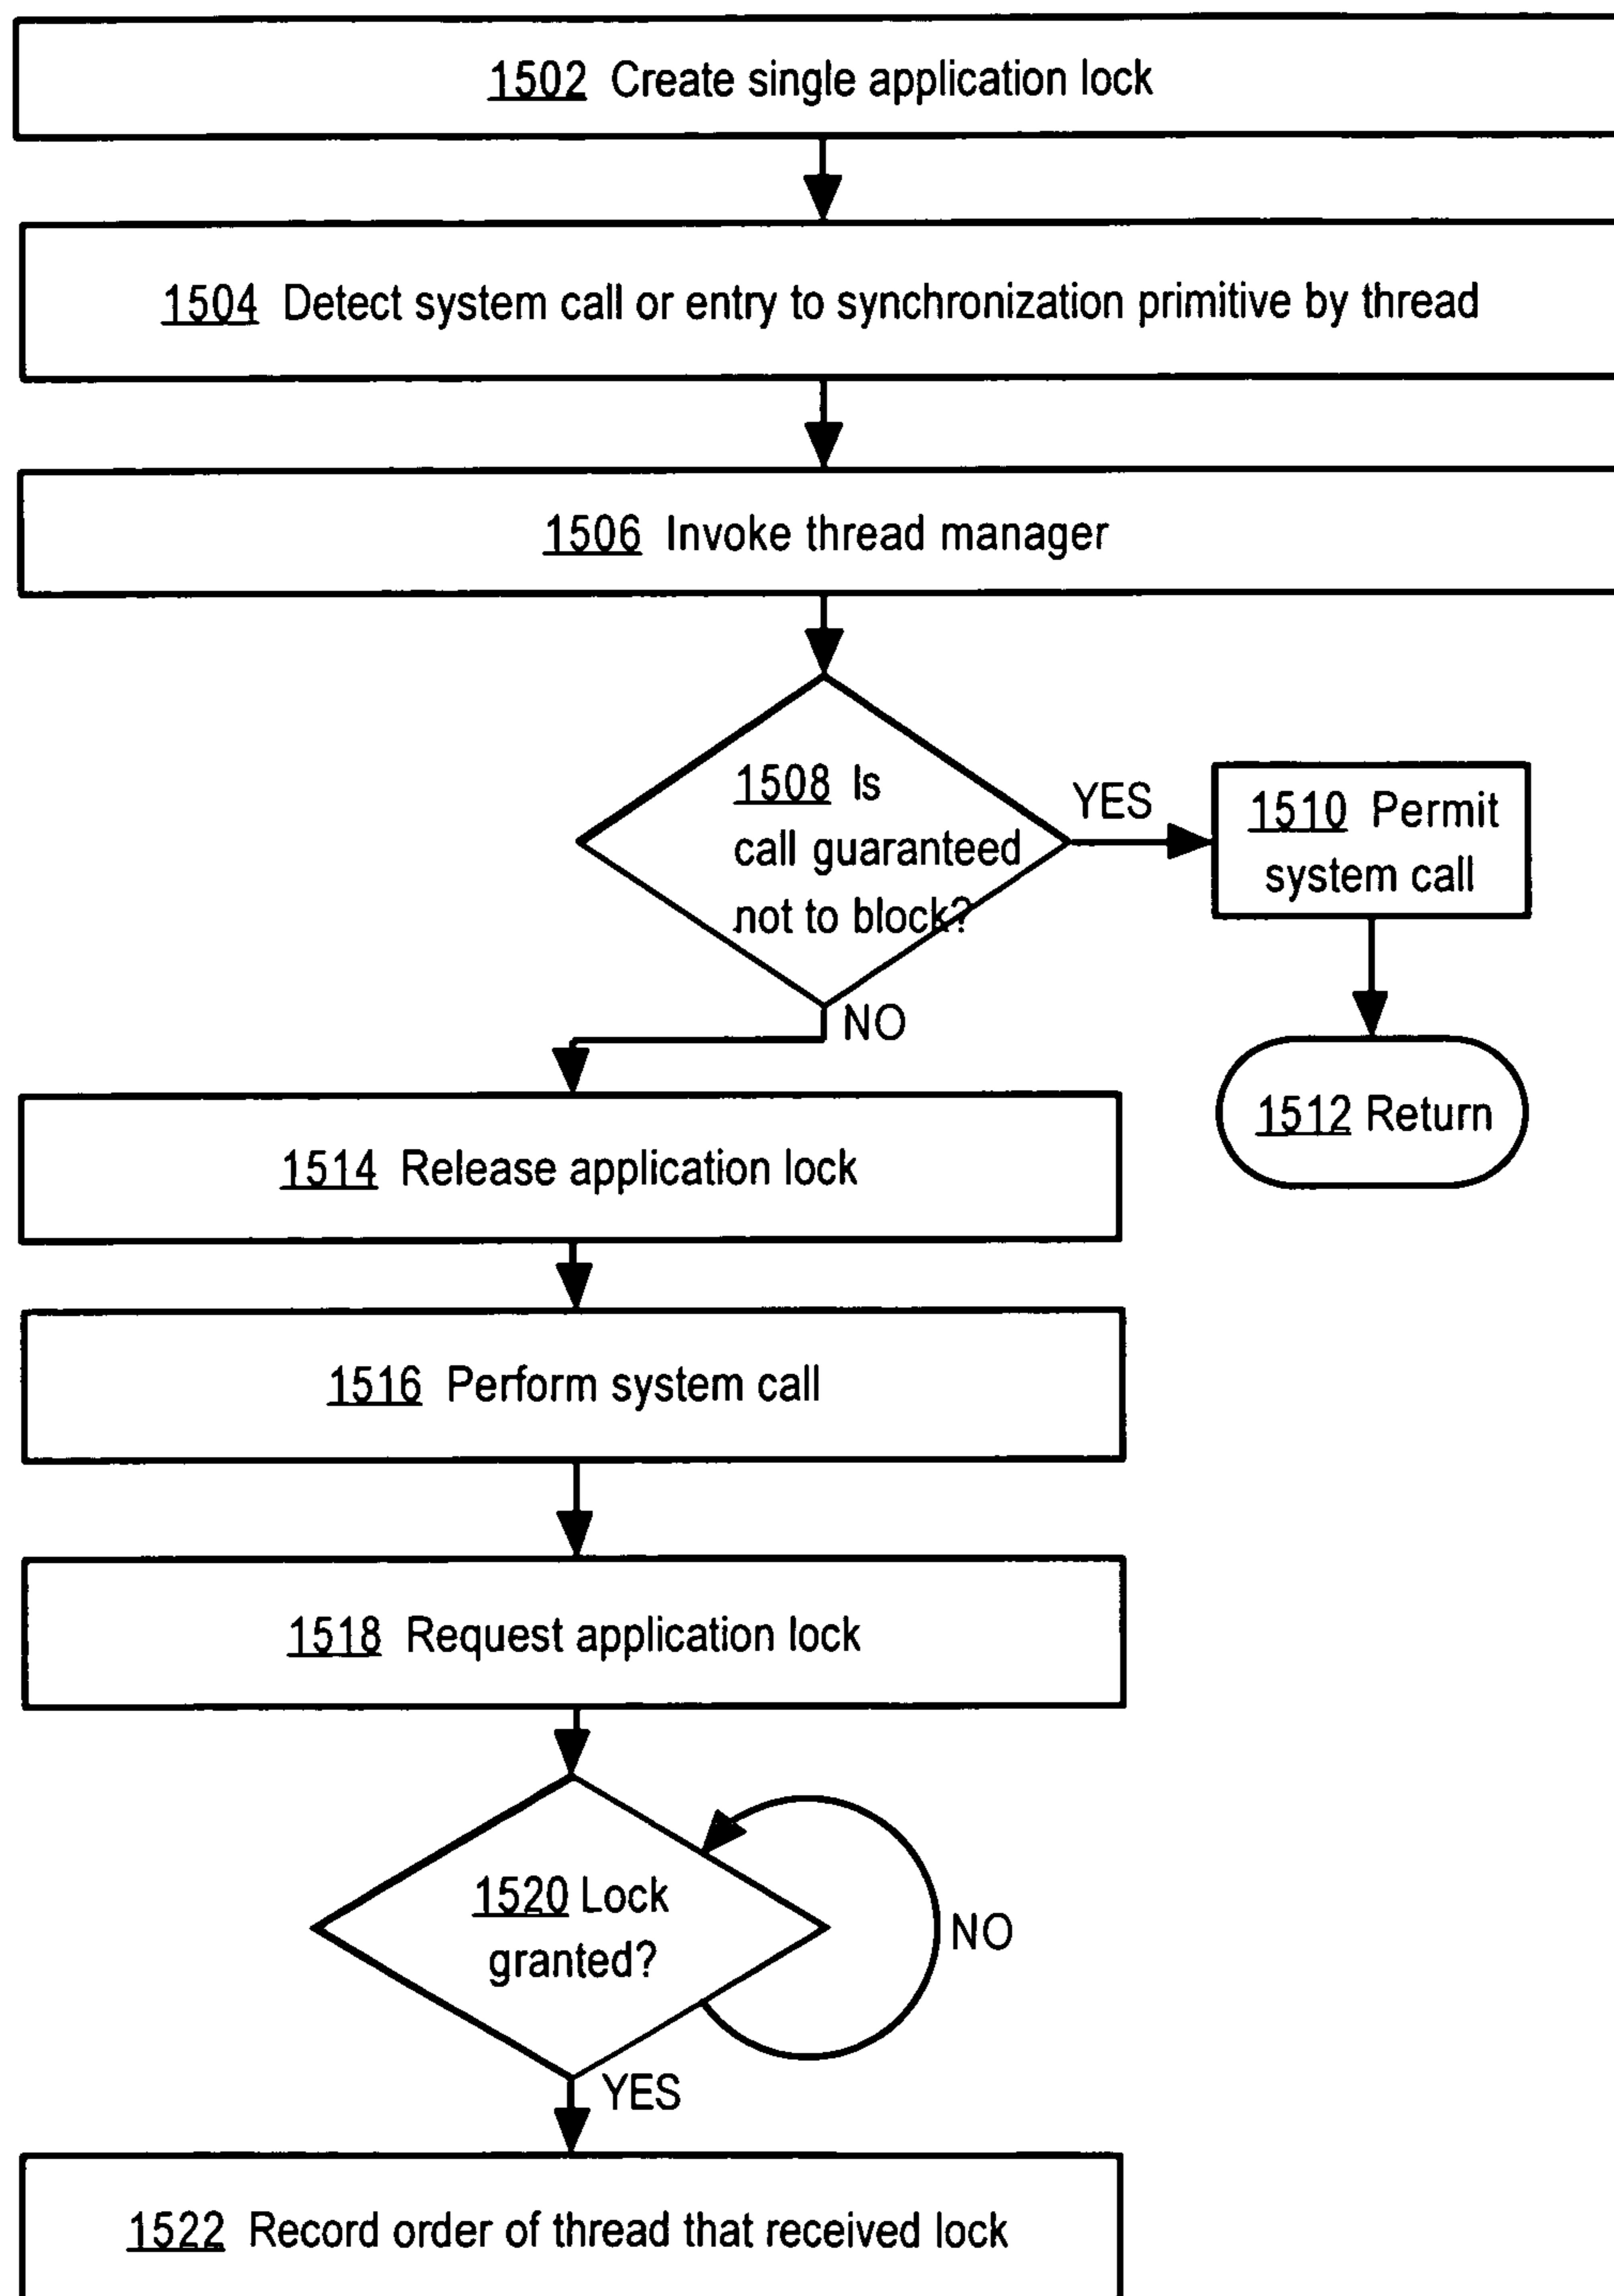 1502 Create single application lock
1504 Detect system call or entry to synchronization primitive by thread
1506 Invoke thread manager
1508 Is
call guaranteed
not to block?
YES
1510 Permit
system call
NO
1512 Return
1514 Release application lock
1516 Perform system call
1518 Request application lock
1520 Lock
granted?
NO
YES
1522 Record order of thread that received lock